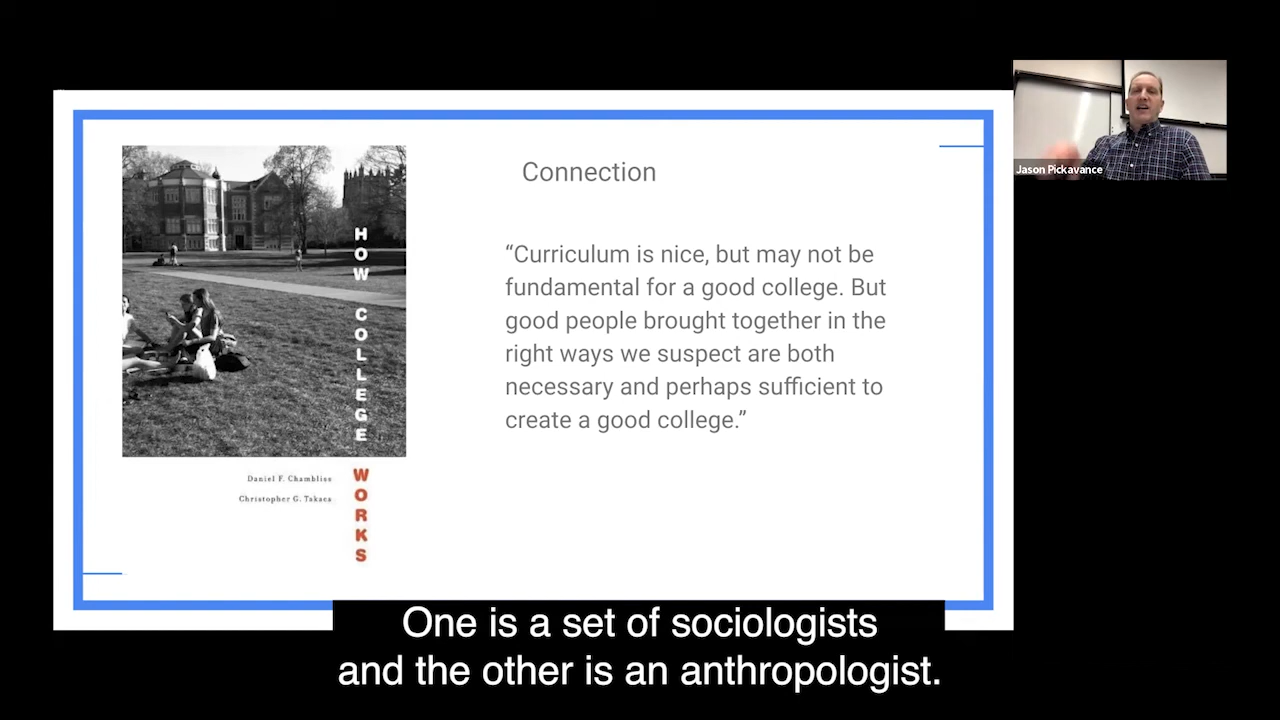 Connection
“Curriculum is nice, but may not be
fundamental for a good college. But
good people brought together in the
right ways we suspect are both
necessary and perhaps sufficient to
create a good college.”
HOW COLLEGE WORKS
Daniel F. Chambliss
Christopher G. Takacs
Jason Pickavance
One is a set of sociologists
and the other is an anthropologist.